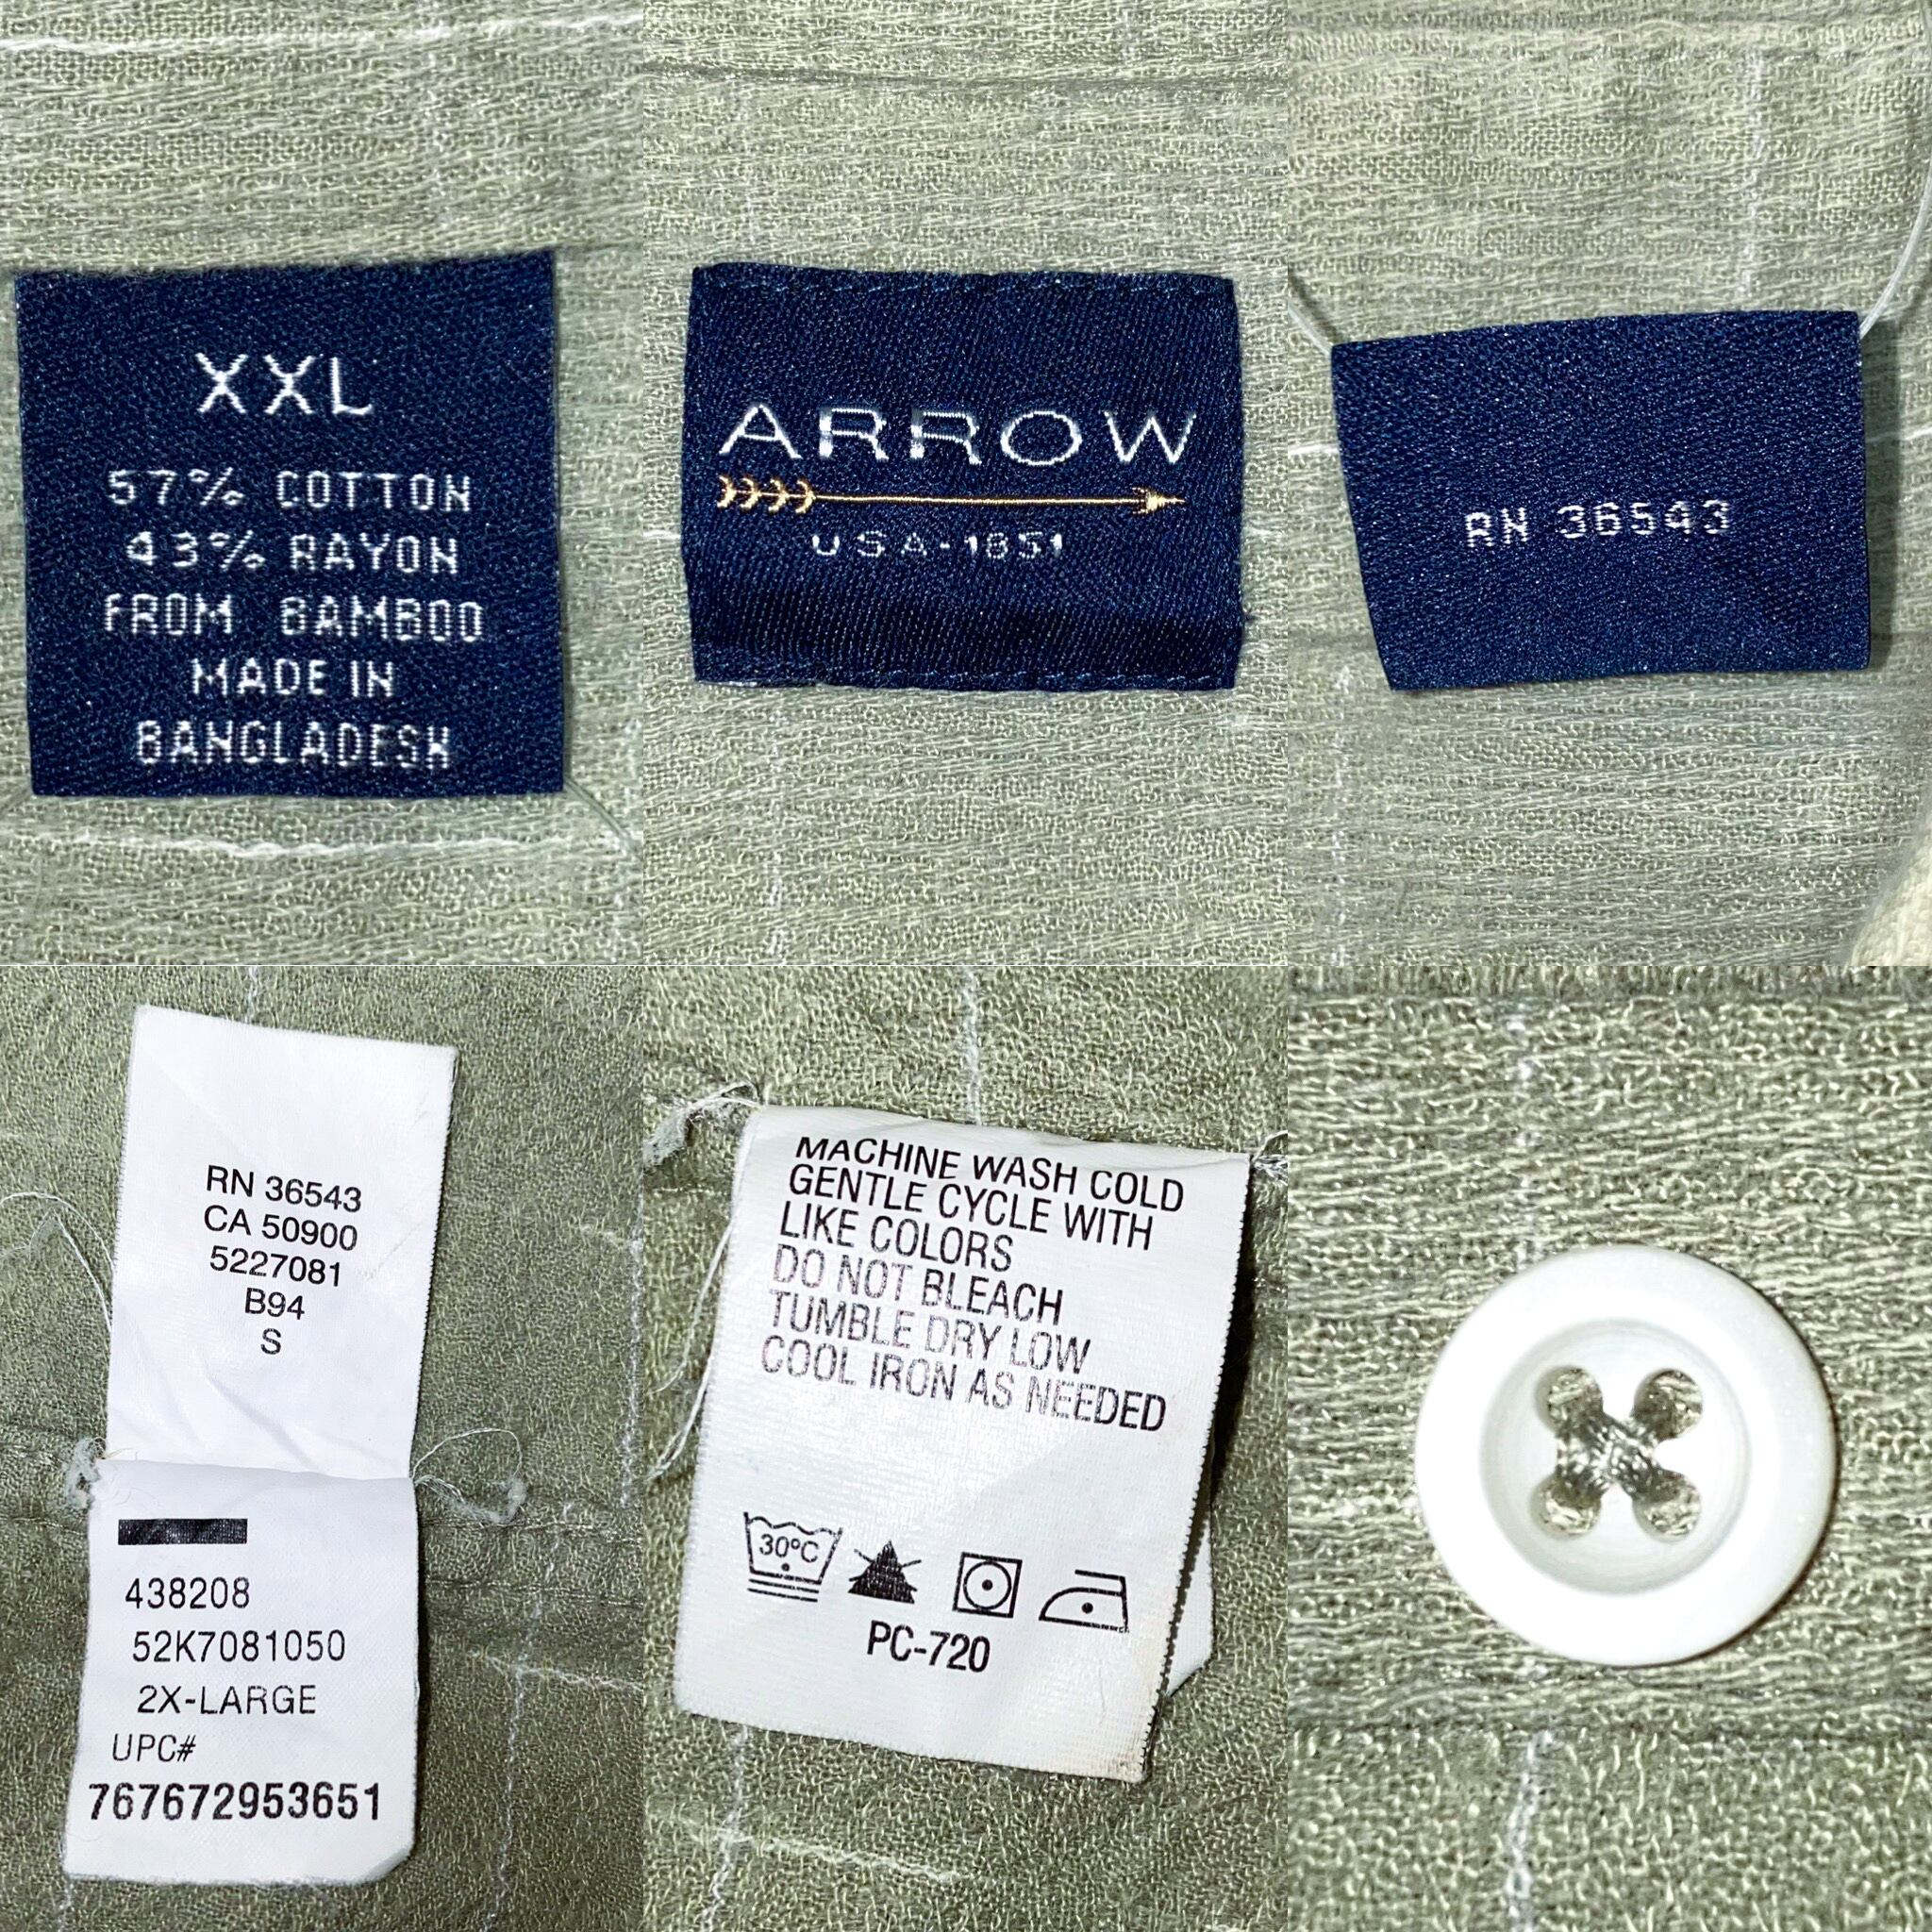 XXL
57% COTTON
43% RAYON
FROM BAMBOO
MADE IN
BANGLADESH
ARROW
USA-1851
RN 36543
RN 36543
CA 50900
5227081
B94
S
438208
52K7081050
2X-LARGE
UPC#
767672953651
MACHINE WASH COLD
GENTLE CYCLE WITH
LIKE COLORS
DO NOT BLEACH
TUMBLE DRY LOW
COOL IRON AS NEEDED
30°C
PC-720